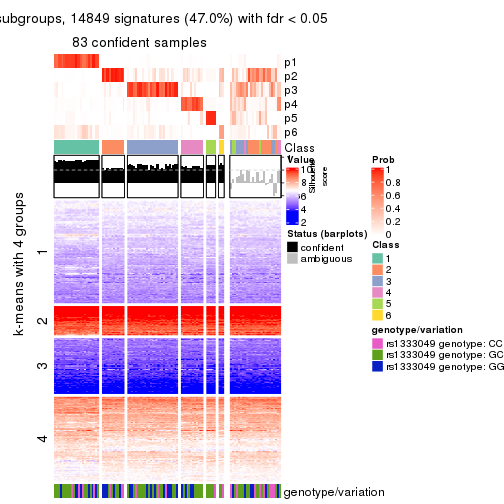 subgroups, 14849 signatures (47.0%) with fdr < 0.05
83 confident samples
p1
p2
p3
p4
p5
p6
Class
Silhouette score
k-means with 4 groups
1
2
3
4
genotype/variation
Value
10
8
6
4
2
Status (barplots)
confident
ambiguous
Prob
1
0.8
0.6
0.4
0.2
0
Class
1
2
3
4
5
6
genotype/variation
rs1333049 genotype: CC
rs1333049 genotype: GC
rs1333049 genotype: GG